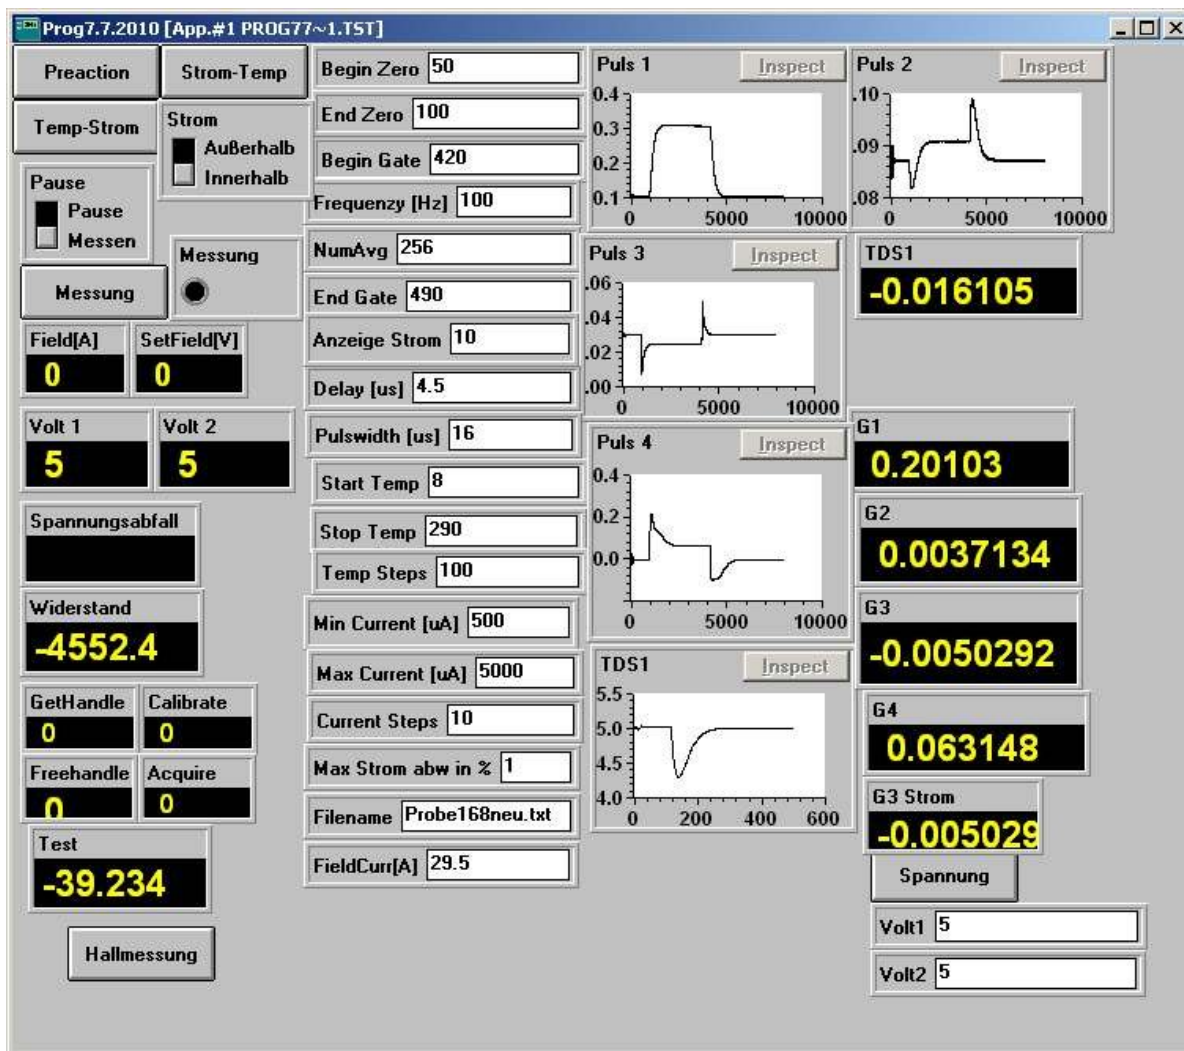 Prog7.7.2010 [App.#1 PROG77~1.TST]
Preaction
Strom-Temp
Temp-Strom
Strom
Außerhalb
Innerhalb
Pause
Pause
Messen
Messung
Messung
Field[A]
0
SetField[V]
0
Volt 1
5
Volt 2
5
Spannungsabfall
Widerstand
-4552.4
GetHandle
0
Calibrate
0
Freehandle
0
Acquire
0
Test
-39.234
Hallmessung
Begin Zero 50
End Zero 100
Begin Gate 420
Frequenzy [Hz] 100
NumAvg 256
End Gate 490
Anzeige Strom 10
Delay [us] 4.5
Pulswidth [us] 16
Start Temp 8
Stop Temp 290
Temp Steps 100
Min Current [uA] 500
Max Current [uA] 5000
Current Steps 10
Max Strom abw in % 1
Filename Probe168neu.txt
FieldCurr[A] 29.5
Puls 1 Inspect
0.4
0.3
0.2
0.1
0 5000 10000
Puls 2 Inspect
.10
.09
.08
0 5000 10000
Puls 3 Inspect
.06
.04
.02
.00
0 5000 10000
Puls 4 Inspect
0.4
0.2
0.0
0 5000 10000
TDS1 Inspect
5.5
5.0
4.5
4.0
0 200 400 600
TDS1
-0.016105
G1
0.20103
G2
0.0037134
G3
-0.0050292
G4
0.063148
G3 Strom
-0.005029
Spannung
Volt1 5
Volt2 5